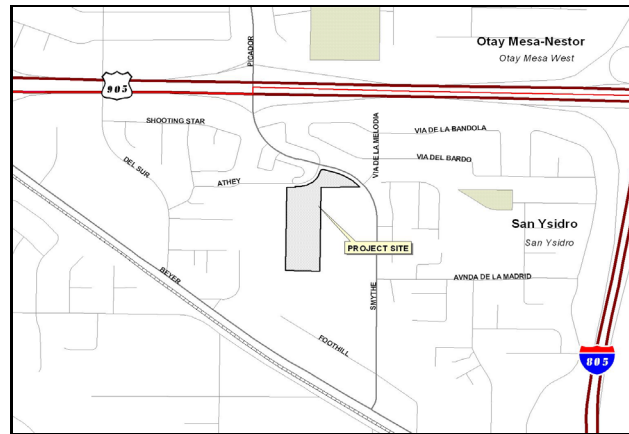 PICADOR
Otay Mesa-Nestor
Otay Mesa West
905
SHOOTING STAR
VIA DE LA BANDOLA
VIA DE LA MELODIA
VIA DEL BARDO
DEL SUR
ATHEY
San Ysidro
San Ysidro
PROJECT SITE
BEYER
AVNDA DE LA MADRID
SMYTHE
FOOTHILL
805